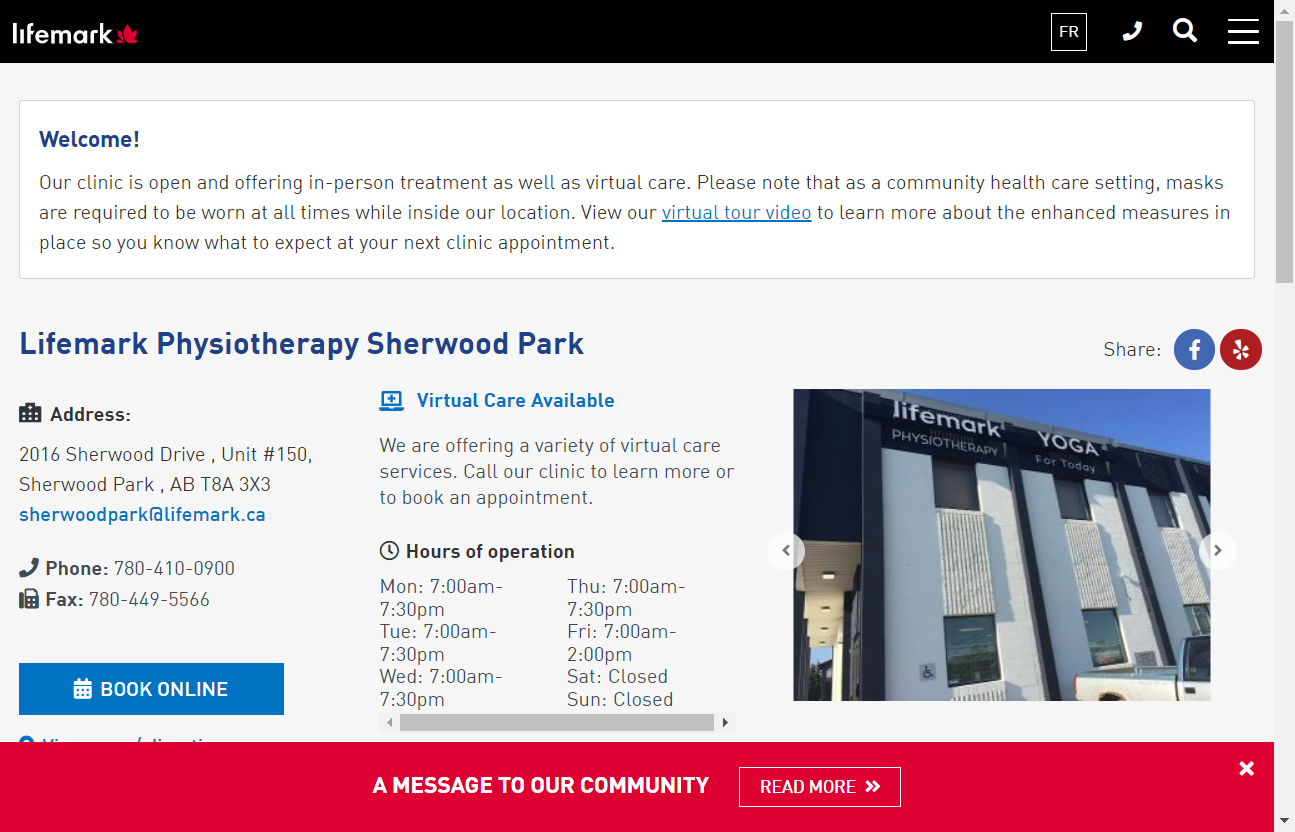 lifemark
FR
Welcome!
Our clinic is open and offering in-person treatment as well as virtual care. Please note that as a community health care setting, masks
are required to be worn at all times while inside our location. View our virtual tour video to learn more about the enhanced measures in
place so you know what to expect at your next clinic appointment.
Lifemark Physiotherapy Sherwood Park
Share:
Address:
2016 Sherwood Drive , Unit #150,
Sherwood Park , AB T8A 3X3
sherwoodpark@lifemark.ca
Phone: 780-410-0900
Fax: 780-449-5566
BOOK ONLINE
Virtual Care Available
We are offering a variety of virtual care
services. Call our clinic to learn more or
to book an appointment.
Hours of operation
Mon: 7:00am-
7:30pm
Tue: 7:00am-
7:30pm
Wed: 7:00am-
7:30pm
Thu: 7:00am-
7:30pm
Fri: 7:00am-
2:00pm
Sat: Closed
Sun: Closed
lifemark
PHYSIOTHERAPY
YOGA
For Today
A MESSAGE TO OUR COMMUNITY
READ MORE